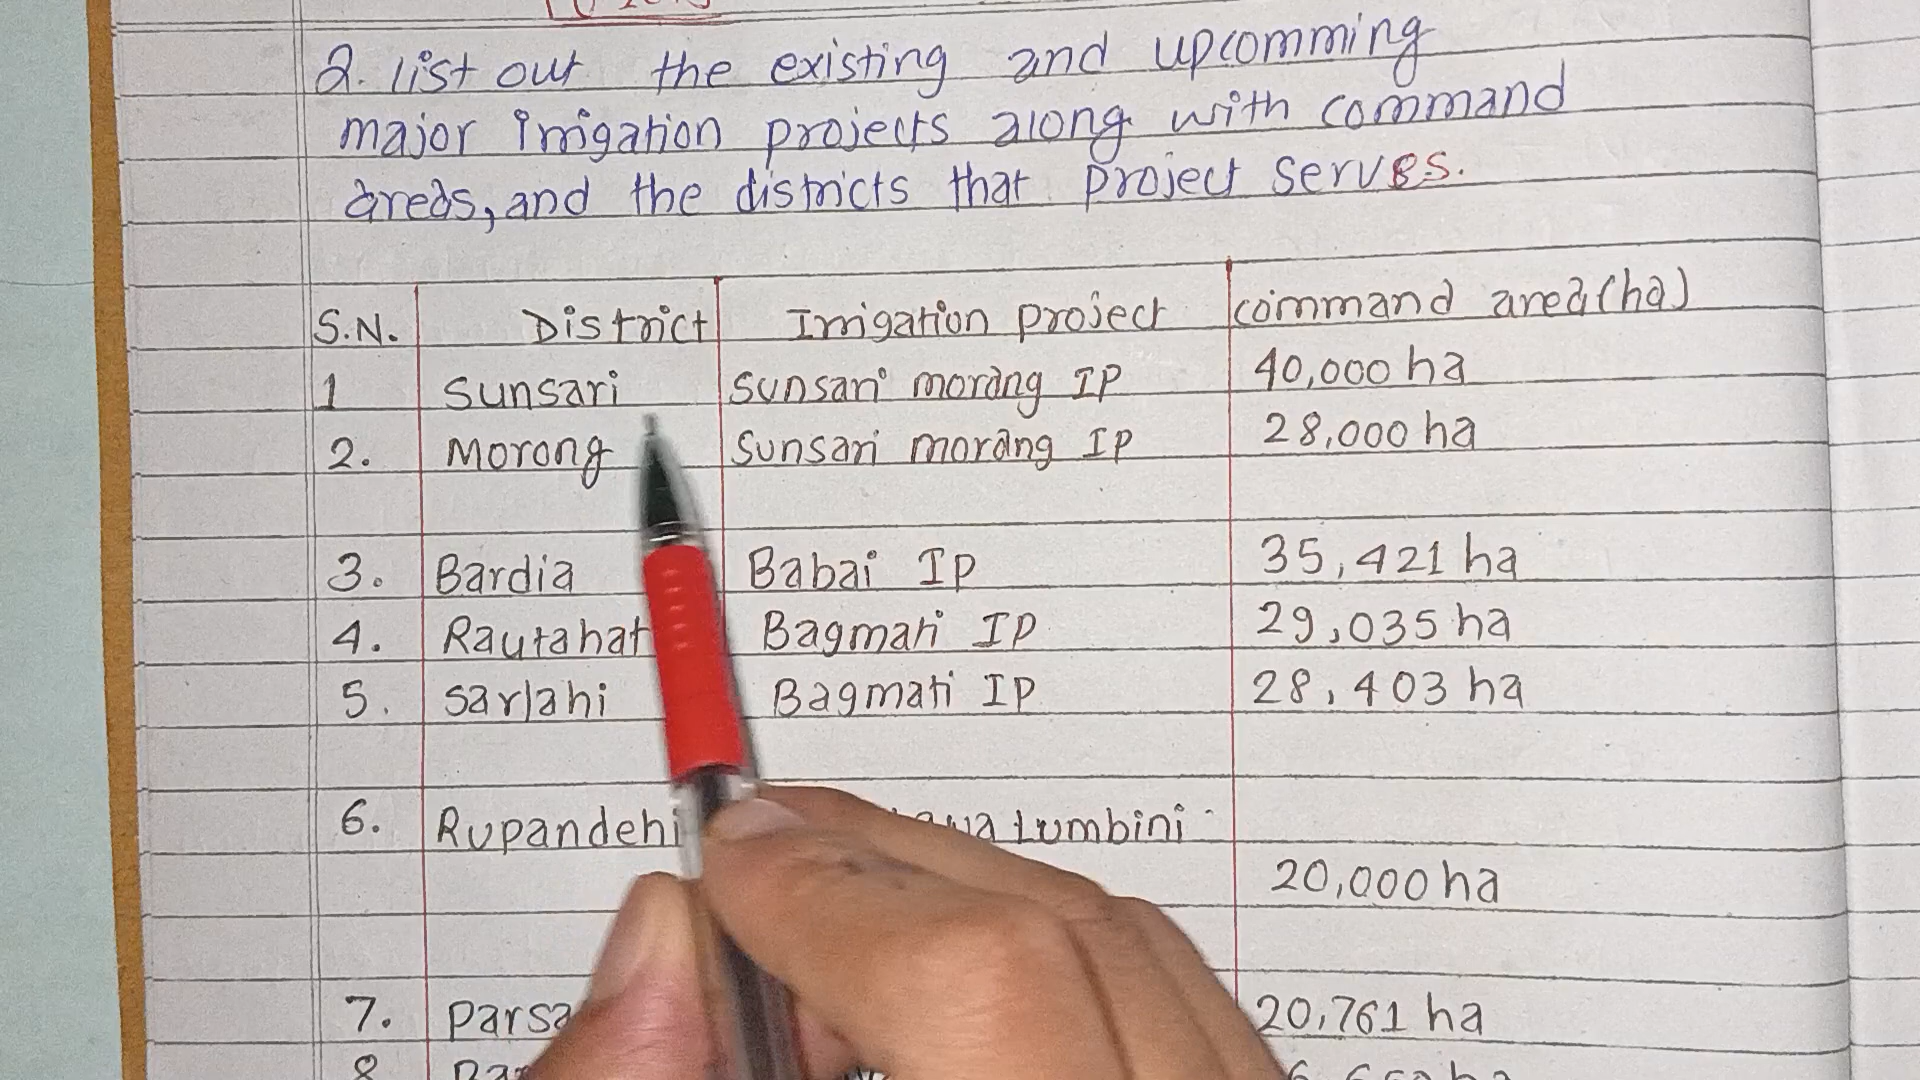 2. list out the existing and upcomming
major irrigation projects along with command
areas, and the districts that project serves.
S.N. District Irrigation project command area (ha)
1 Sunsari Sunsari morang IP 40,000 ha
2. Morong Sunsari morang IP 28,000 ha
3. Bardia Babai IP 35,421 ha
4. Rautahat Bagmati IP 29,035 ha
5. Sarlahi Bagmati IP 28,403 ha
6. Rupandehi Lumbini
20,000 ha
7. Parsa 20,761 ha
8